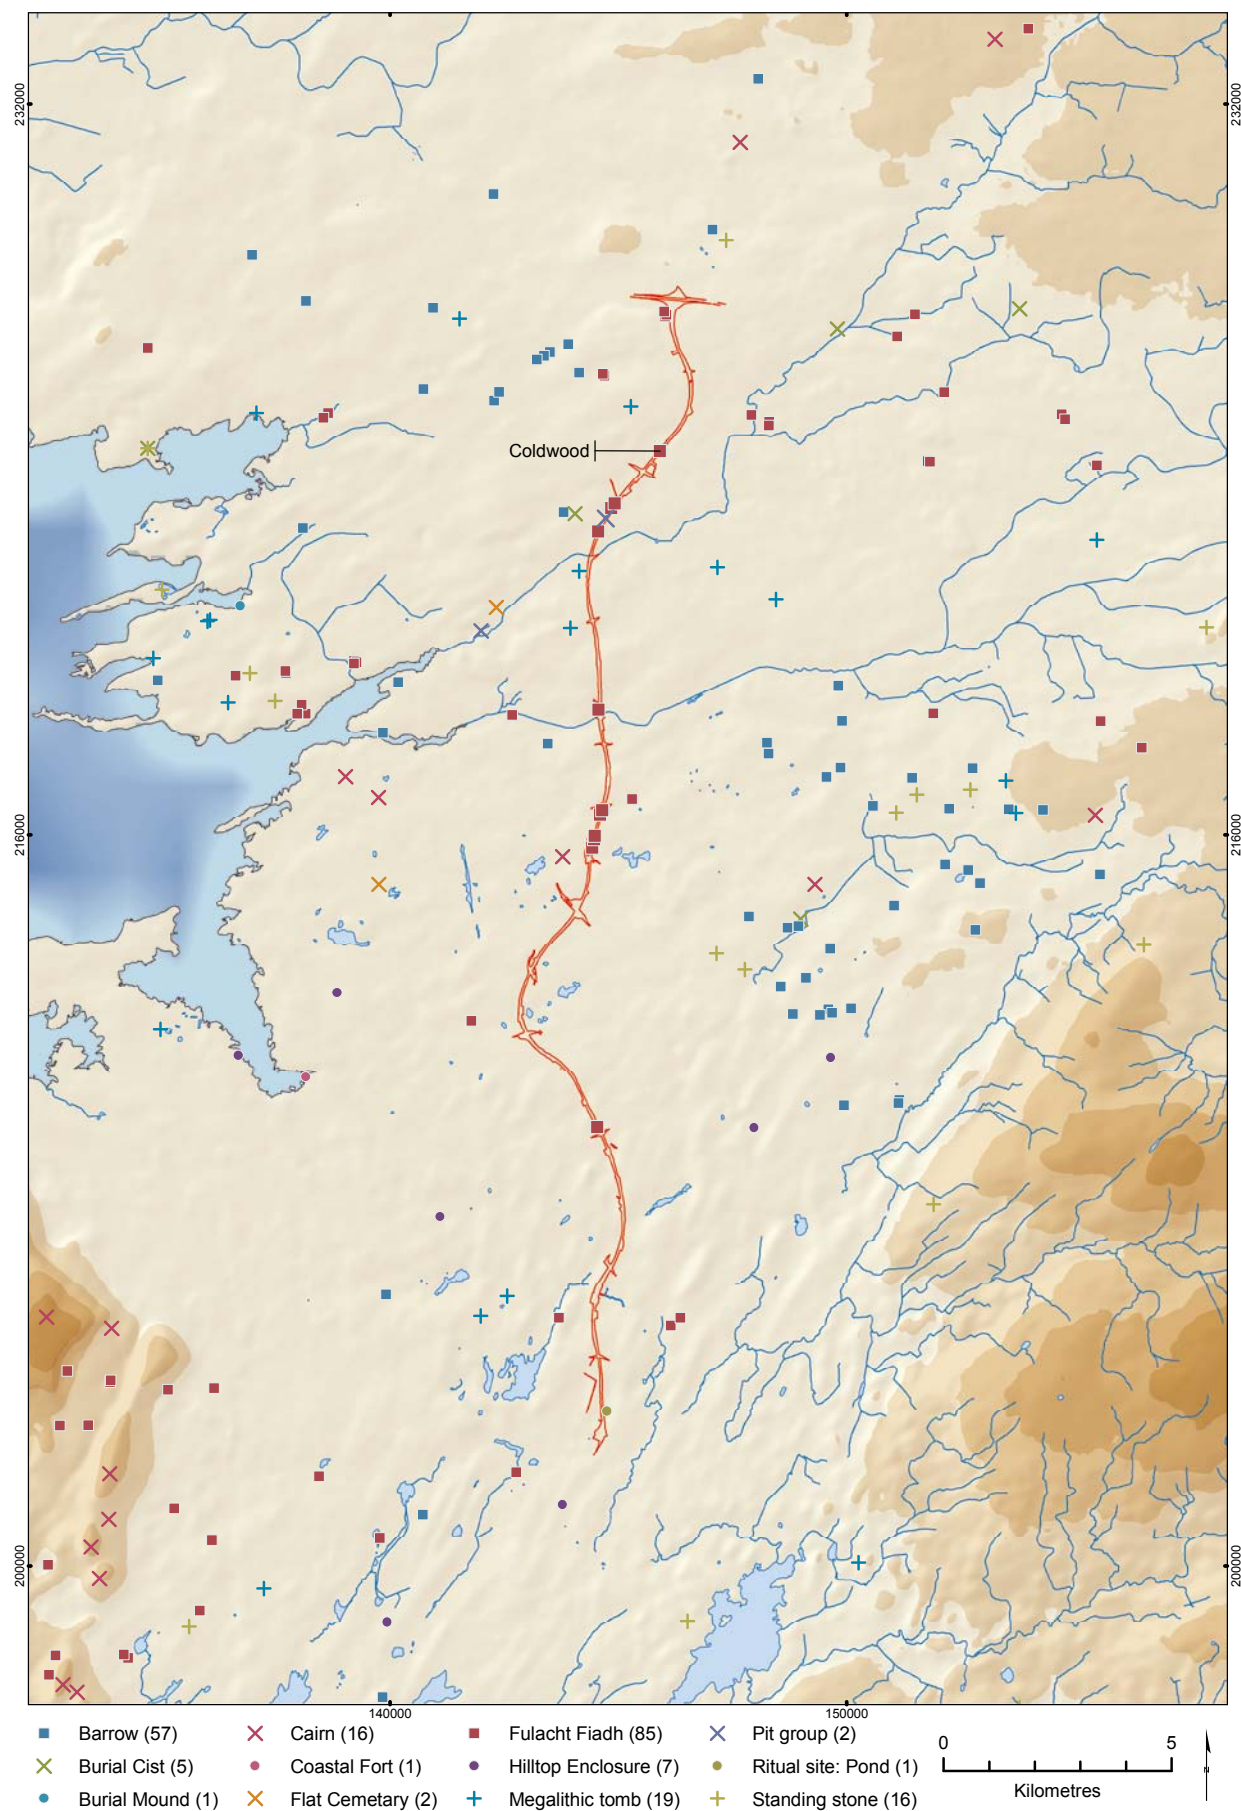 232000
232000
Coldwood
216000
216000
200000
200000
140000
150000
Barrow (57)
Cairn (16)
Fulacht Fiadh (85)
Pit group (2)
Burial Cist (5)
Coastal Fort (1)
Hilltop Enclosure (7)
Ritual site: Pond (1)
Burial Mound (1)
Flat Cemetary (2)
Megalithic tomb (19)
Standing stone (16)
0
5
Kilometres